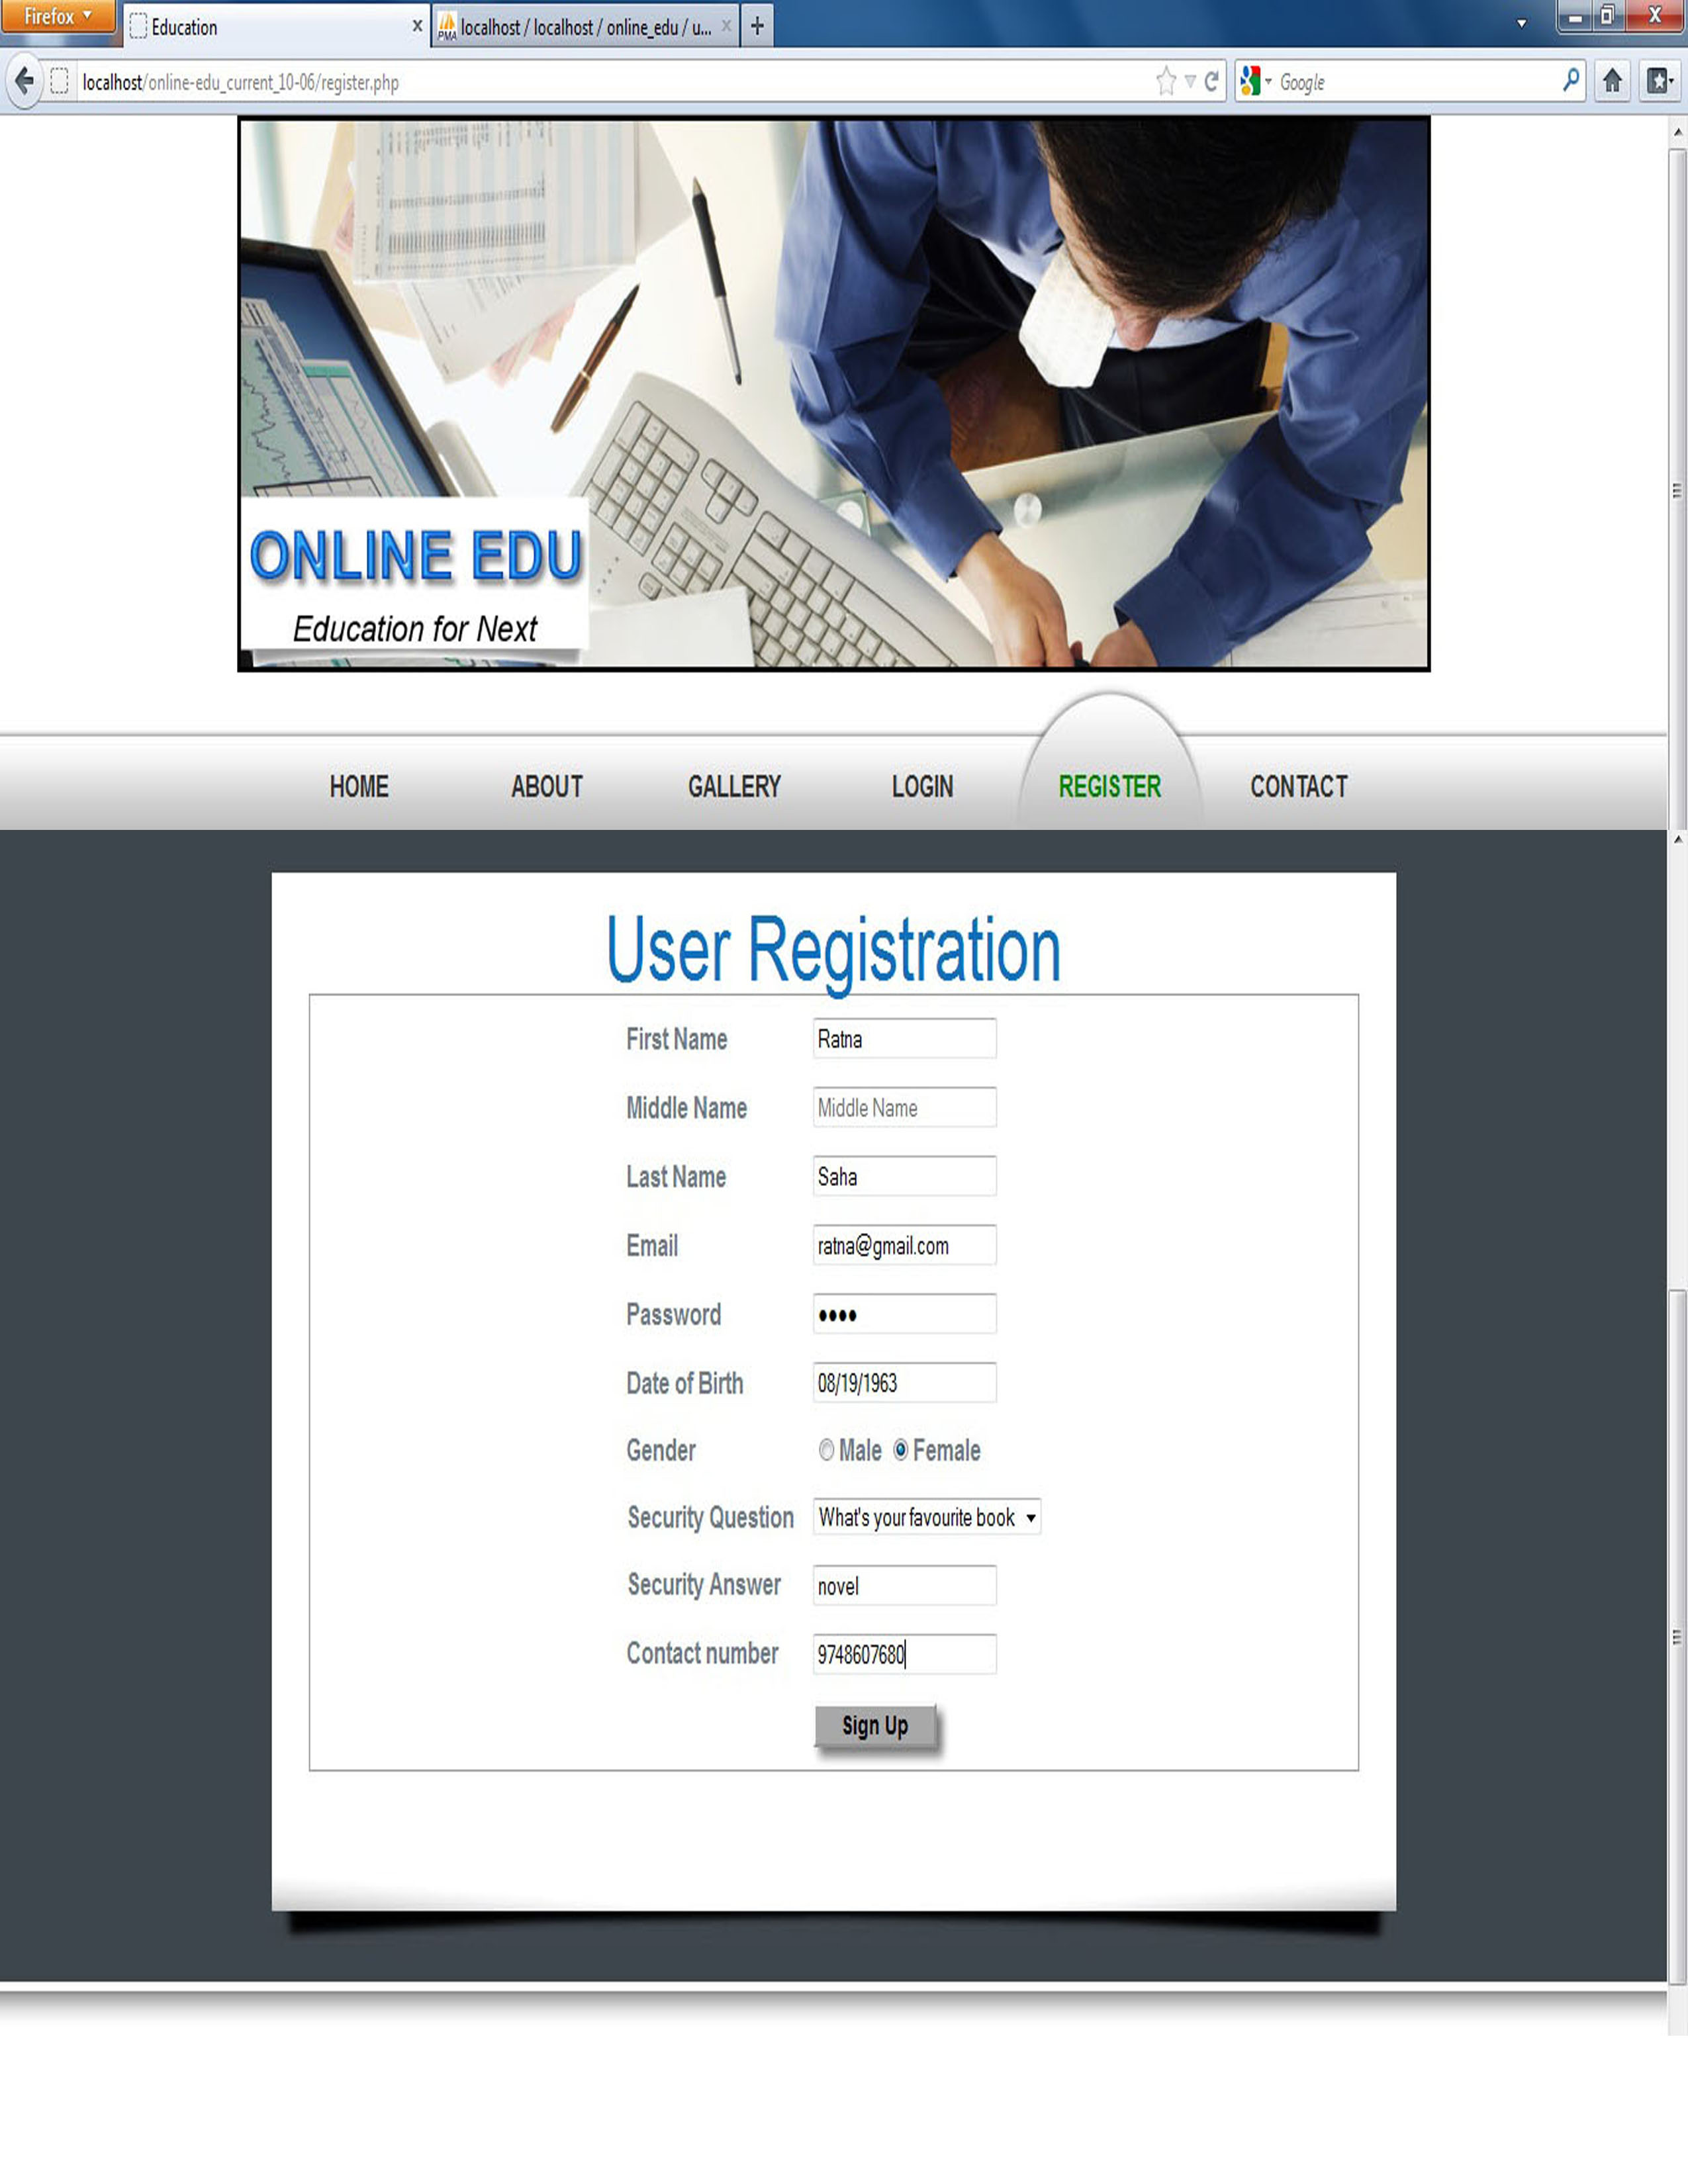 Firefox
Education
localhost / localhost / online_edu / u...
PMA
localhost/online-edu_current_10-06/register.php
Google
ONLINE EDU
Education for Next
HOME ABOUT GALLERY LOGIN REGISTER CONTACT
User Registration
First Name Ratna
Middle Name Middle Name
Last Name Saha
Email ratna@gmail.com
Password ••••
Date of Birth 08/19/1963
Gender Male Female
Security Question What's your favourite book
Security Answer novel
Contact number 9748607680
Sign Up